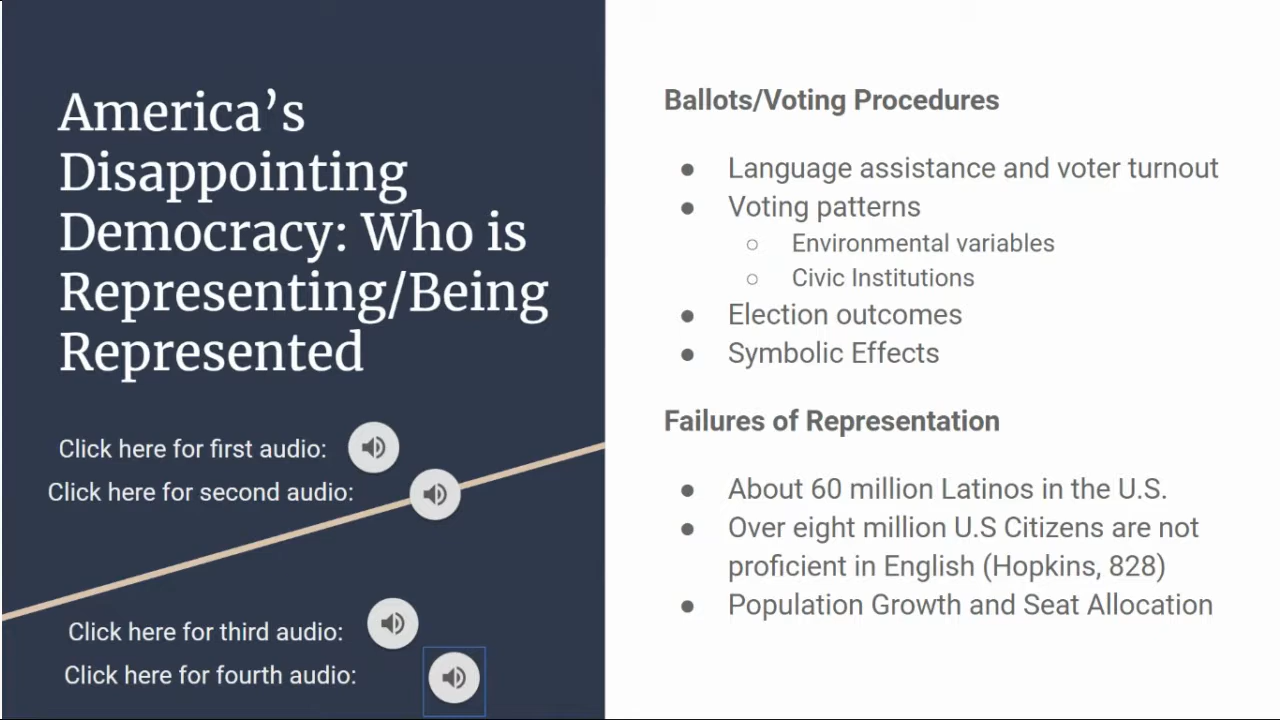 America's
Disappointing
Democracy: Who is
Representing/Being
Represented
Click here for first audio:
Click here for second audio:
Click here for third audio:
Click here for fourth audio:
Ballots/Voting Procedures
● Language assistance and voter turnout
● Voting patterns
○ Environmental variables
○ Civic Institutions
● Election outcomes
● Symbolic Effects
Failures of Representation
● About 60 million Latinos in the U.S.
● Over eight million U.S Citizens are not
proficient in English (Hopkins, 828)
● Population Growth and Seat Allocation